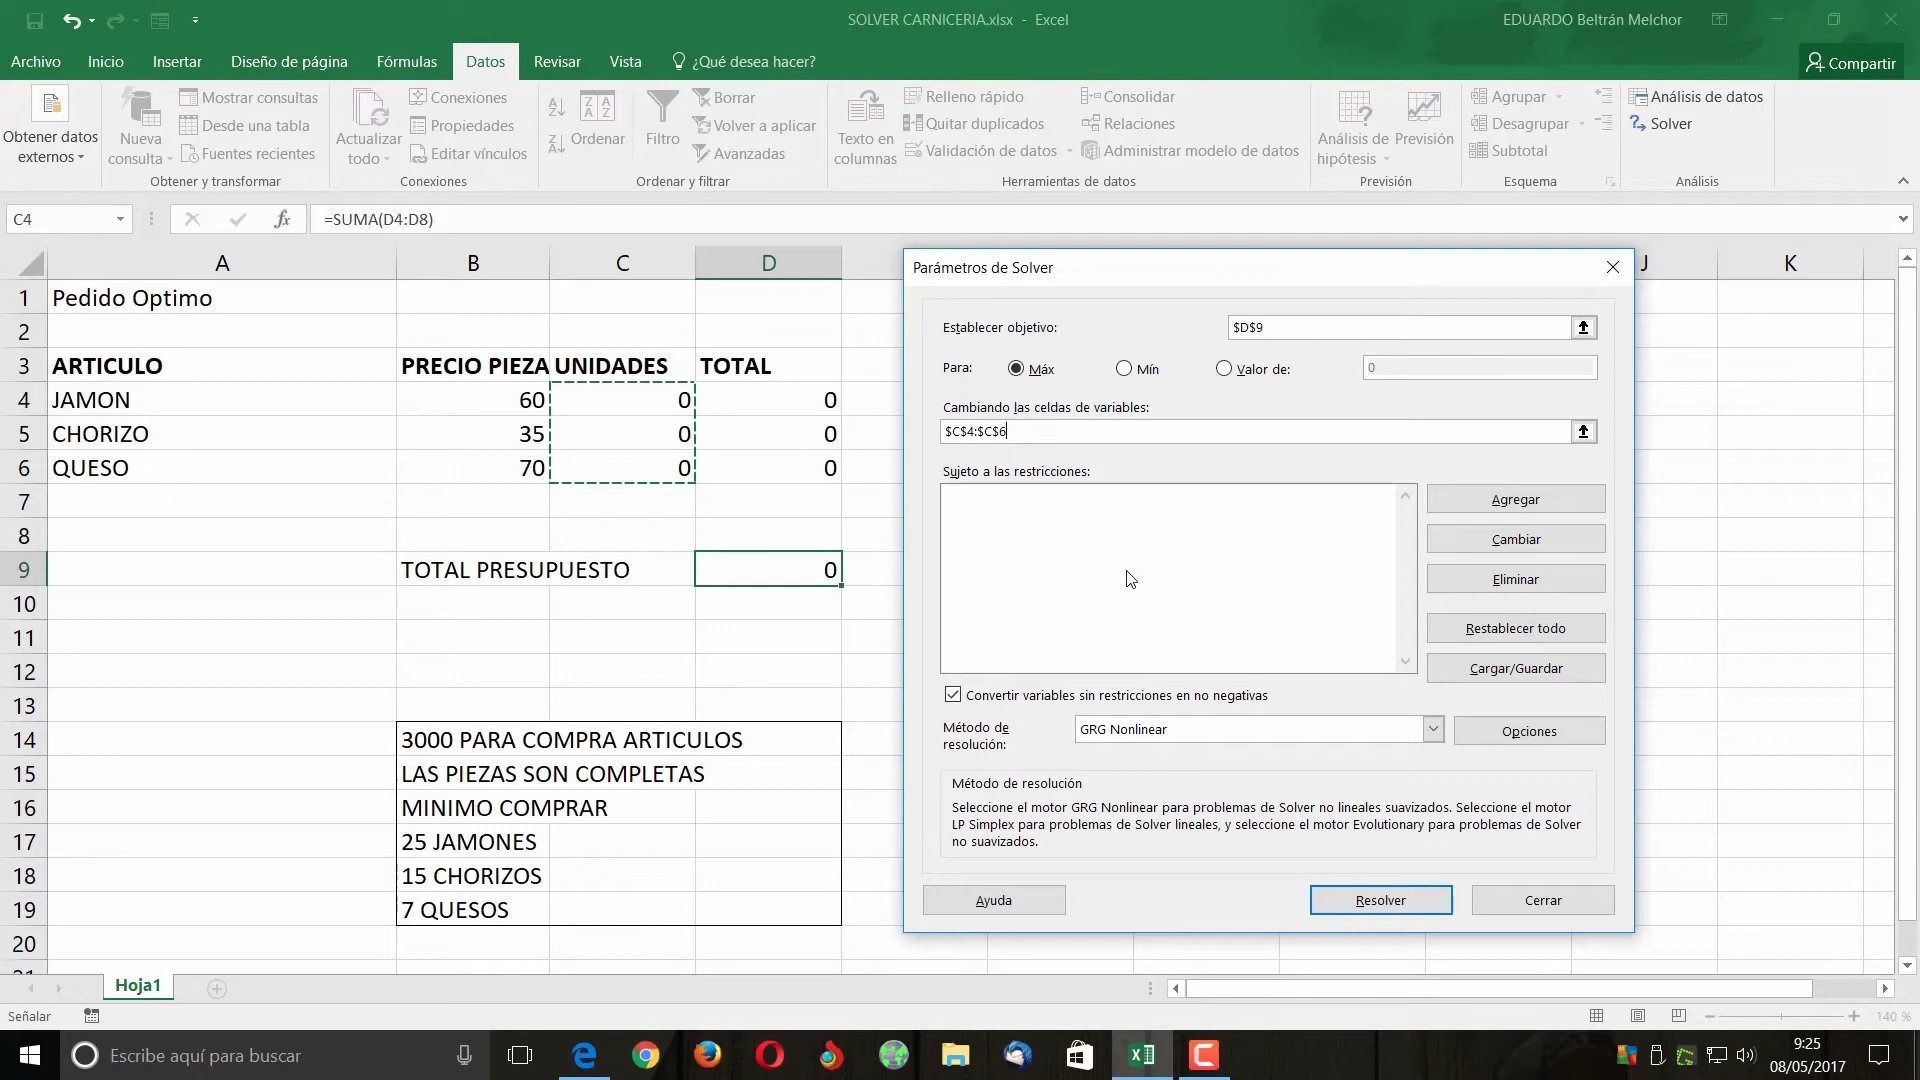 SOLVER CARNICERIA.xlsx - Excel
EDUARDO Beltrán Melchor
Archivo
Inicio
Insertar
Diseño de página
Fórmulas
Datos
Revisar
Vista
¿Qué desea hacer?
Compartir
Obtener datos externos
Nueva consulta
Mostrar consultas
Desde una tabla
Fuentes recientes
Obtener y transformar
Actualizar todo
Conexiones
Propiedades
Editar vínculos
Conexiones
Ordenar
Filtro
Borrar
Volver a aplicar
Avanzadas
Ordenar y filtrar
Texto en columnas
Relleno rápido
Quitar duplicados
Validación de datos
Consolidar
Relaciones
Administrar modelo de datos
Herramientas de datos
Análisis de hipótesis
Previsión
Previsión
Agrupar
Desagrupar
Subtotal
Esquema
Análisis de datos
Solver
Análisis
C4
fx
=SUMA(D4:D8)
A B C D J K
1 Pedido Optimo
2
3 ARTICULO PRECIO PIEZA UNIDADES TOTAL
4 JAMON 60 0 0
5 CHORIZO 35 0 0
6 QUESO 70 0 0
7
8
9 TOTAL PRESUPUESTO 0
10
11
12
13
14 3000 PARA COMPRA ARTICULOS
15 LAS PIEZAS SON COMPLETAS
16 MINIMO COMPRAR
17 25 JAMONES
18 15 CHORIZOS
19 7 QUESOS
20
21
Parámetros de Solver
Establecer objetivo:
$D$9
Para:
Máx
Mín
Valor de:
0
Cambiando las celdas de variables:
$C$4:$C$6
Sujeto a las restricciones:
Agregar
Cambiar
Eliminar
Restablecer todo
Cargar/Guardar
Convertir variables sin restricciones en no negativas
Método de
resolución:
GRG Nonlinear
Opciones
Método de resolución
Seleccione el motor GRG Nonlinear para problemas de Solver no lineales suavizados. Seleccione el motor
LP Simplex para problemas de Solver lineales, y seleccione el motor Evolutionary para problemas de Solver
no suavizados.
Ayuda
Resolver
Cerrar
Hoja1
Señalar
140 %
Escribe aquí para buscar
9:25
08/05/2017